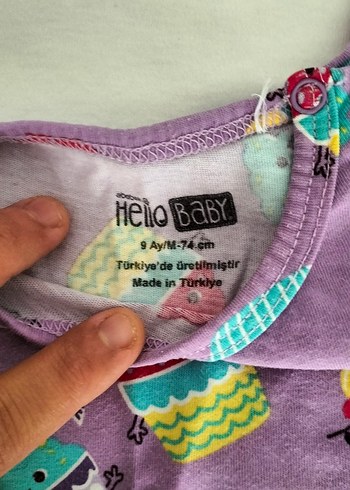 Hello BABY
9 Ay/M-74 cm
Türkiye'de üretilmiştir
Made in Türkiye